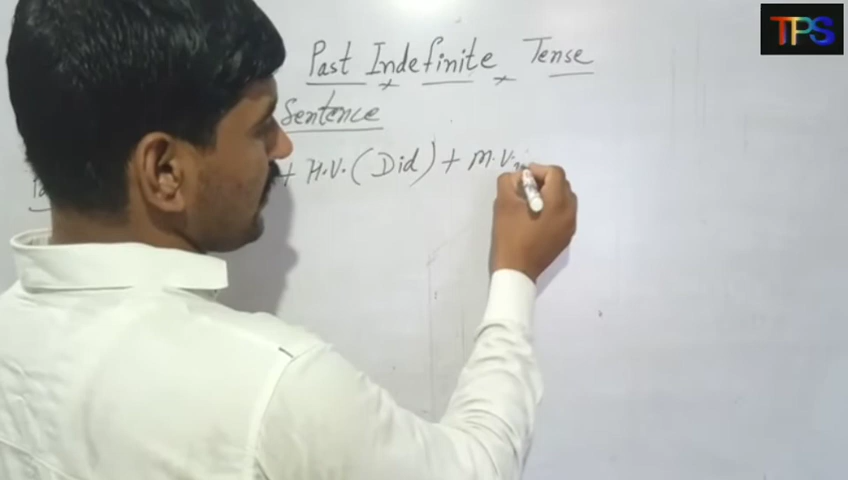 TPS
Past Indefinite Tense
Sentence
+ H.V. (Did) + M.V.